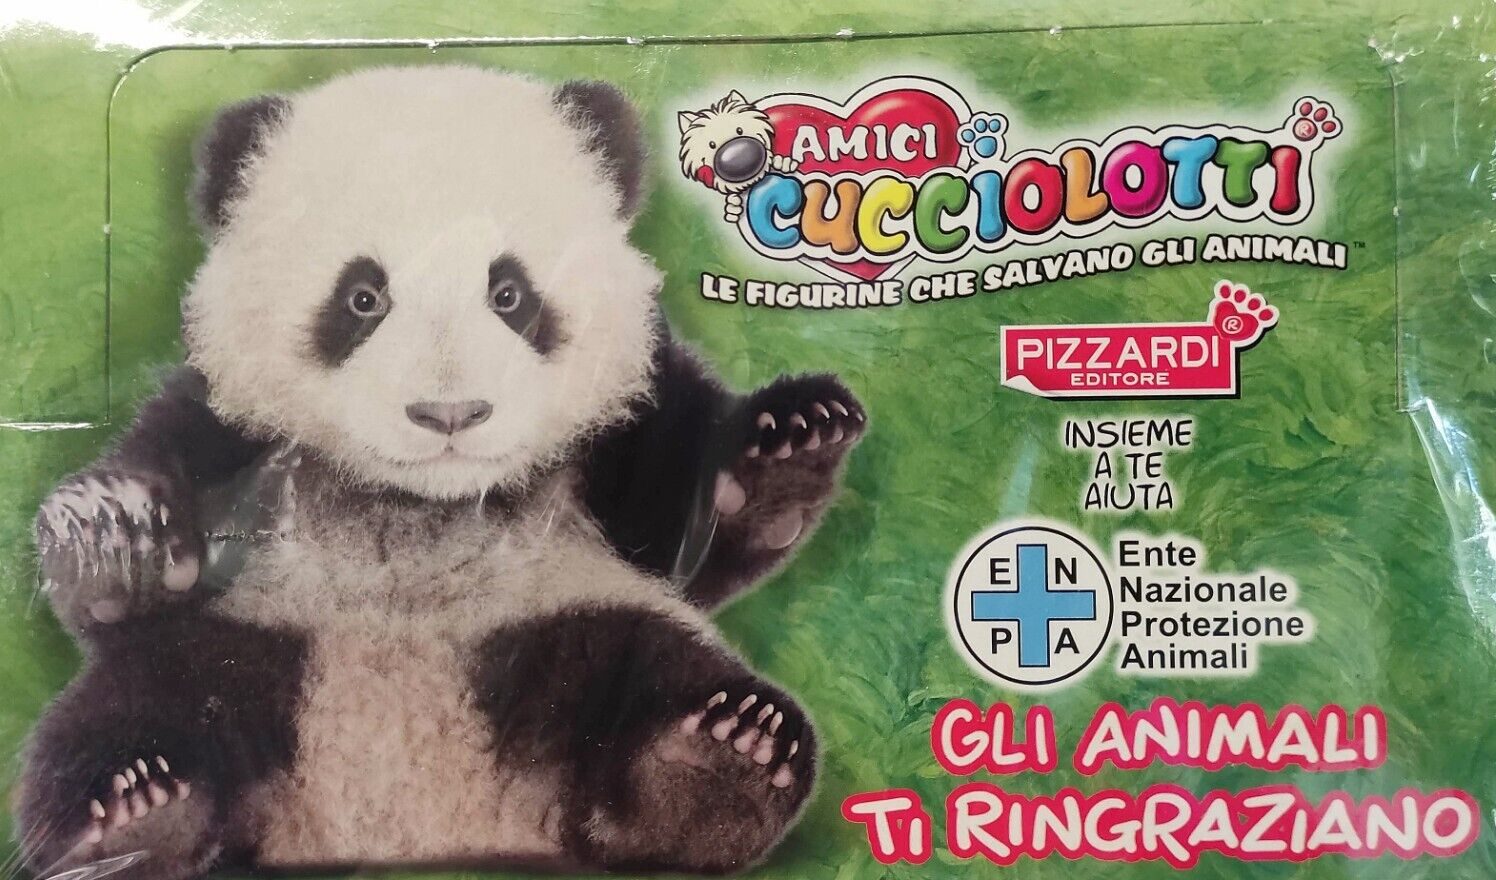 AMICI
CUCCIOLOTTI ®
LE FIGURINE CHE SALVANO GLI ANIMALI ™
PIZZARDI ®
EDITORE
INSIEME
A TE
AIUTA
E N
P A
Ente
Nazionale
Protezione
Animali
GLI ANIMALI
TI RINGRAZIANO